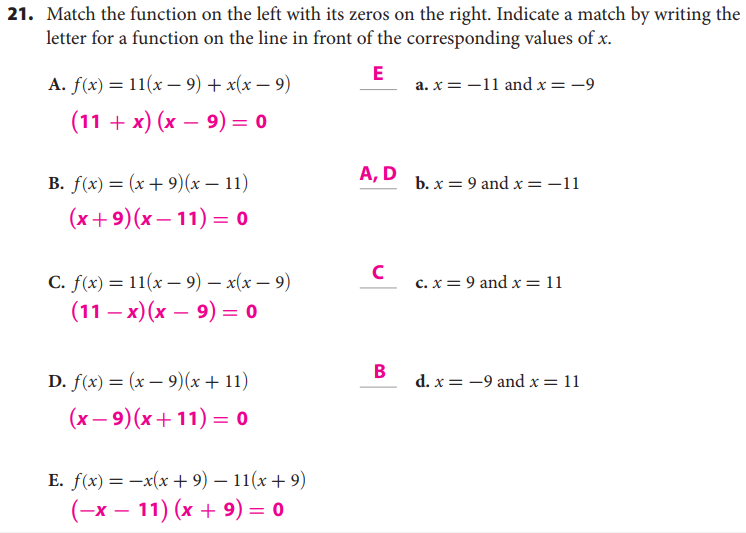 21. Match the function on the left with its zeros on the right. Indicate a match by writing the
letter for a function on the line in front of the corresponding values of x.
A. f(x) = 11(x – 9) + x(x – 9)
E a. x = –11 and x = –9
(11 + x) (x – 9) = 0
B. f(x) = (x + 9)(x – 11)
A, D b. x = 9 and x = –11
(x + 9)(x – 11) = 0
C. f(x) = 11(x – 9) – x(x – 9)
C c. x = 9 and x = 11
(11 – x)(x – 9) = 0
D. f(x) = (x – 9)(x + 11)
B d. x = –9 and x = 11
(x – 9)(x + 11) = 0
E. f(x) = –x(x + 9) – 11(x + 9)
(–x – 11) (x + 9) = 0